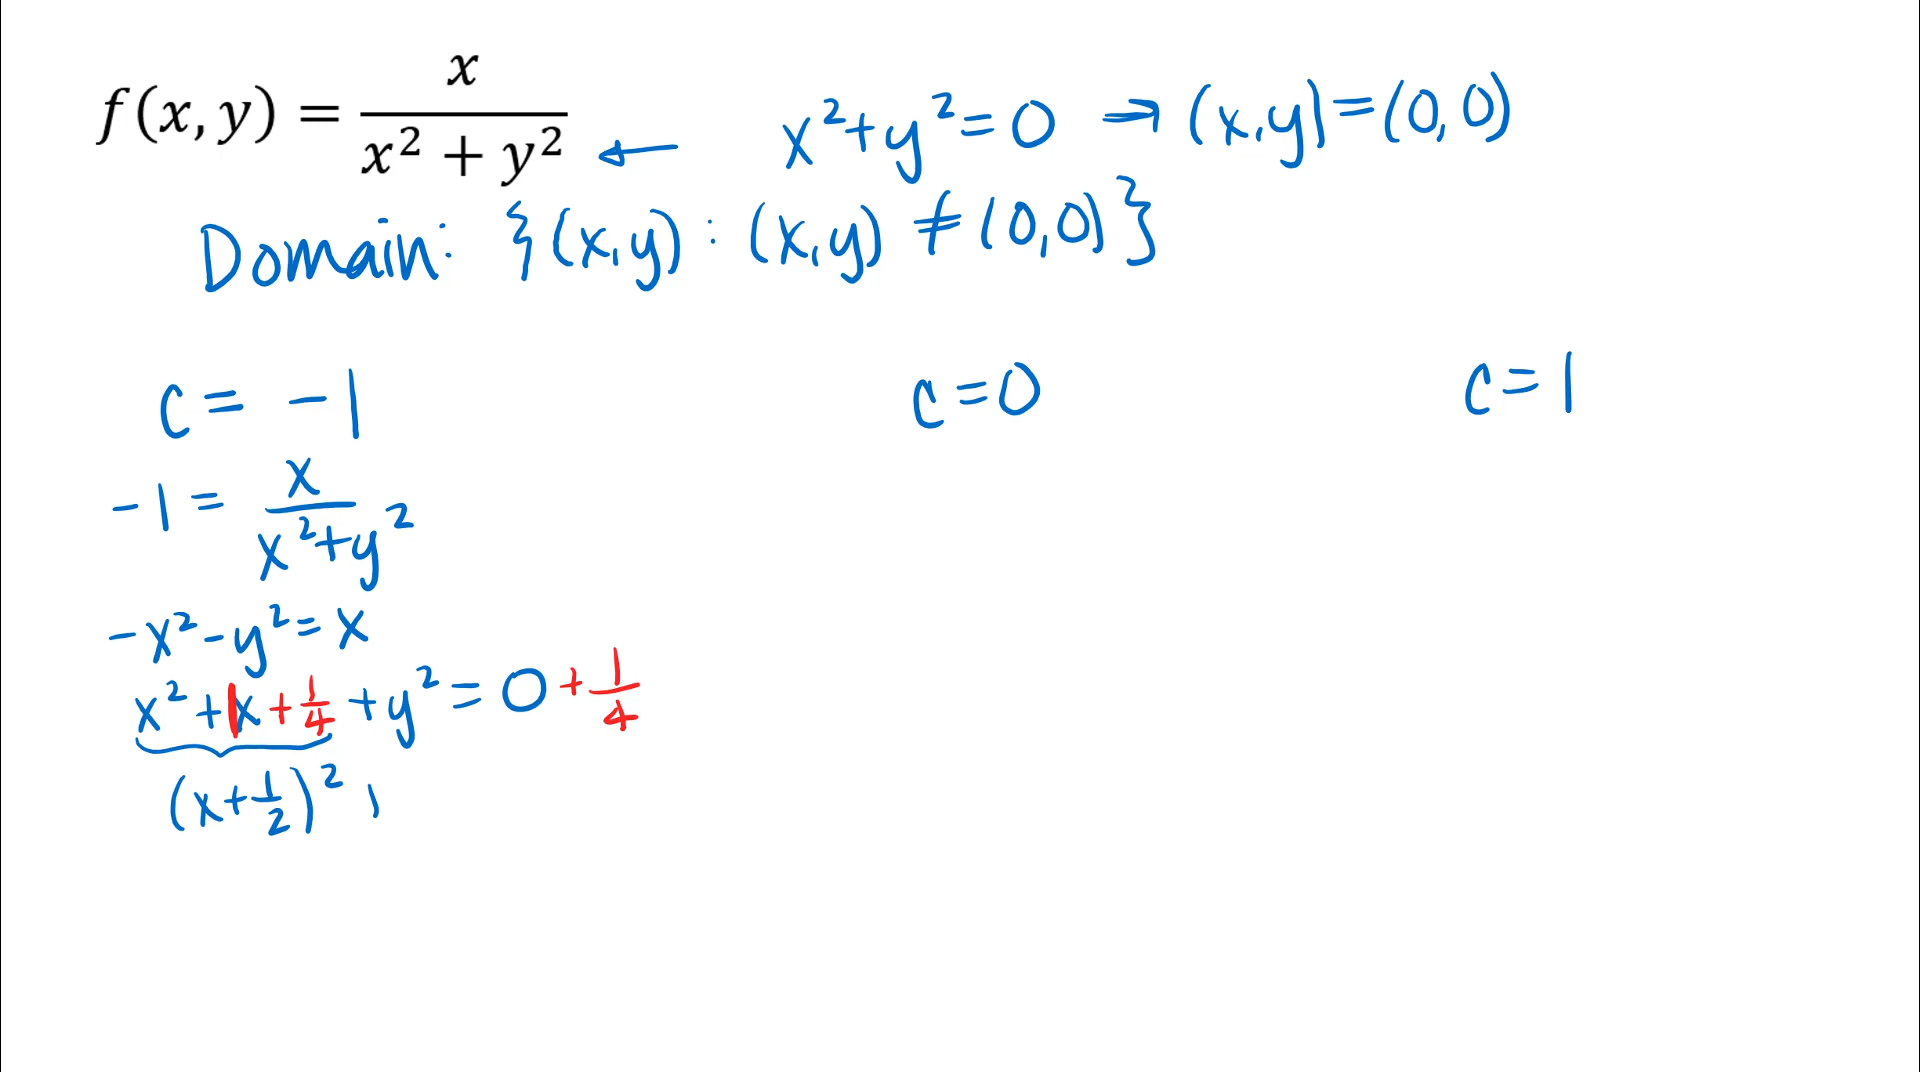 f(x, y) = x / (x² + y²) ← x² + y² = 0 → (x,y) = (0,0)
Domain: {(x,y) : (x,y) ≠ (0,0)}
c = -1 c = 0 c = 1
-1 = x / (x² + y²)
-x² - y² = x
x² + 1x + 1/4 + y² = 0 + 1/4
(x + 1/2)²